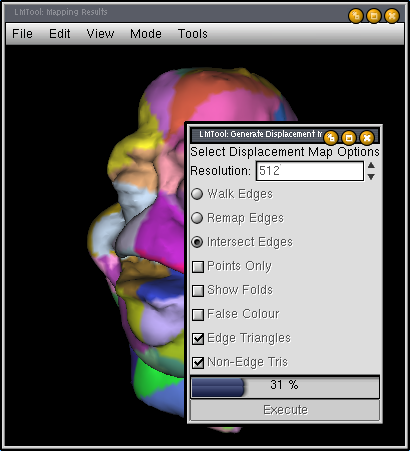 LMTool: Mapping Results
File Edit View Mode Tools
LMTool: Generate Displacement M
Select Displacement Map Options
Resolution: 512
Walk Edges
Remap Edges
Intersect Edges
Points Only
Show Folds
False Colour
Edge Triangles
Non-Edge Tris
31 %
Execute